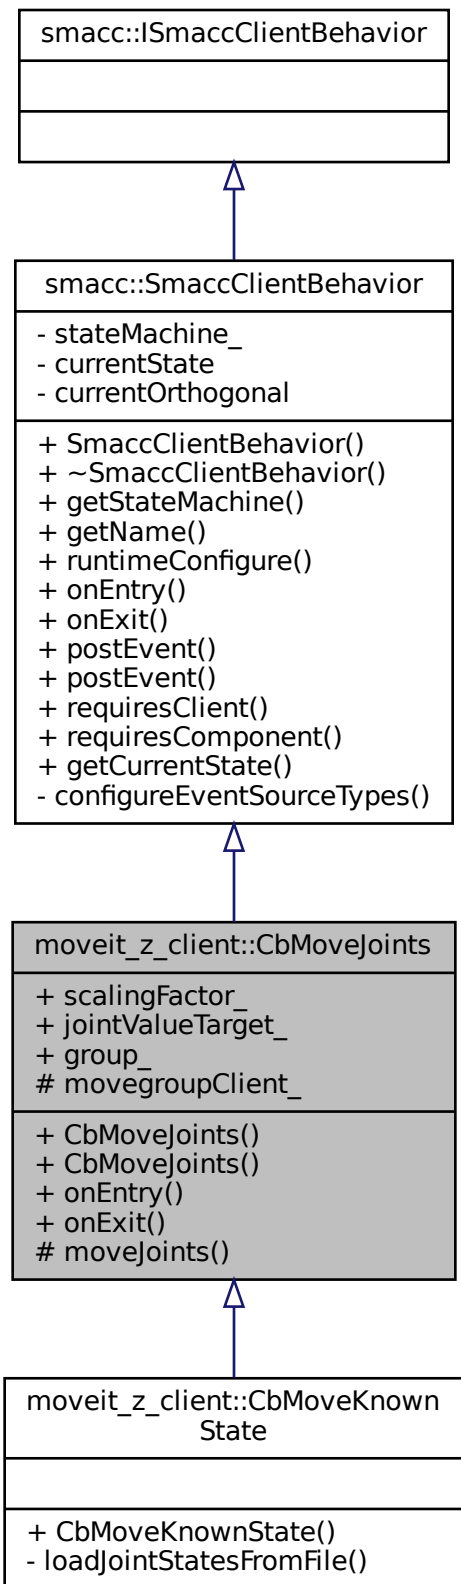 smacc::ISmaccClientBehavior
smacc::SmaccClientBehavior
- stateMachine_
- currentState
- currentOrthogonal
+ SmaccClientBehavior()
+ ~SmaccClientBehavior()
+ getStateMachine()
+ getName()
+ runtimeConfigure()
+ onEntry()
+ onExit()
+ postEvent()
+ postEvent()
+ requiresClient()
+ requiresComponent()
+ getCurrentState()
- configureEventSourceTypes()
moveit_z_client::CbMoveJoints
+ scalingFactor_
+ jointValueTarget_
+ group_
# movegroupClient_
+ CbMoveJoints()
+ CbMoveJoints()
+ onEntry()
+ onExit()
# moveJoints()
moveit_z_client::CbMoveKnown
State
+ CbMoveKnownState()
- loadJointStatesFromFile()